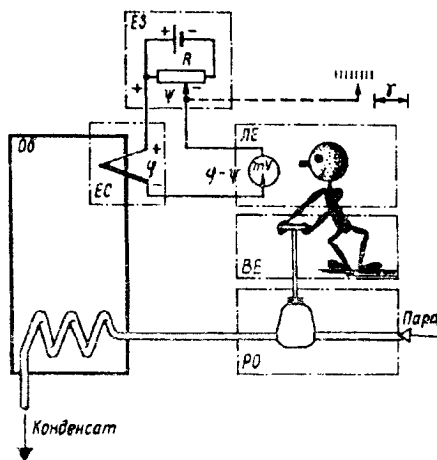 ЕЗ
+ -
R
+ ψ -
γ
Об
+
φ
-
ЕС
φ-ψ
ЛЕ
mV
ВЕ
РО
Пара
Конденсат